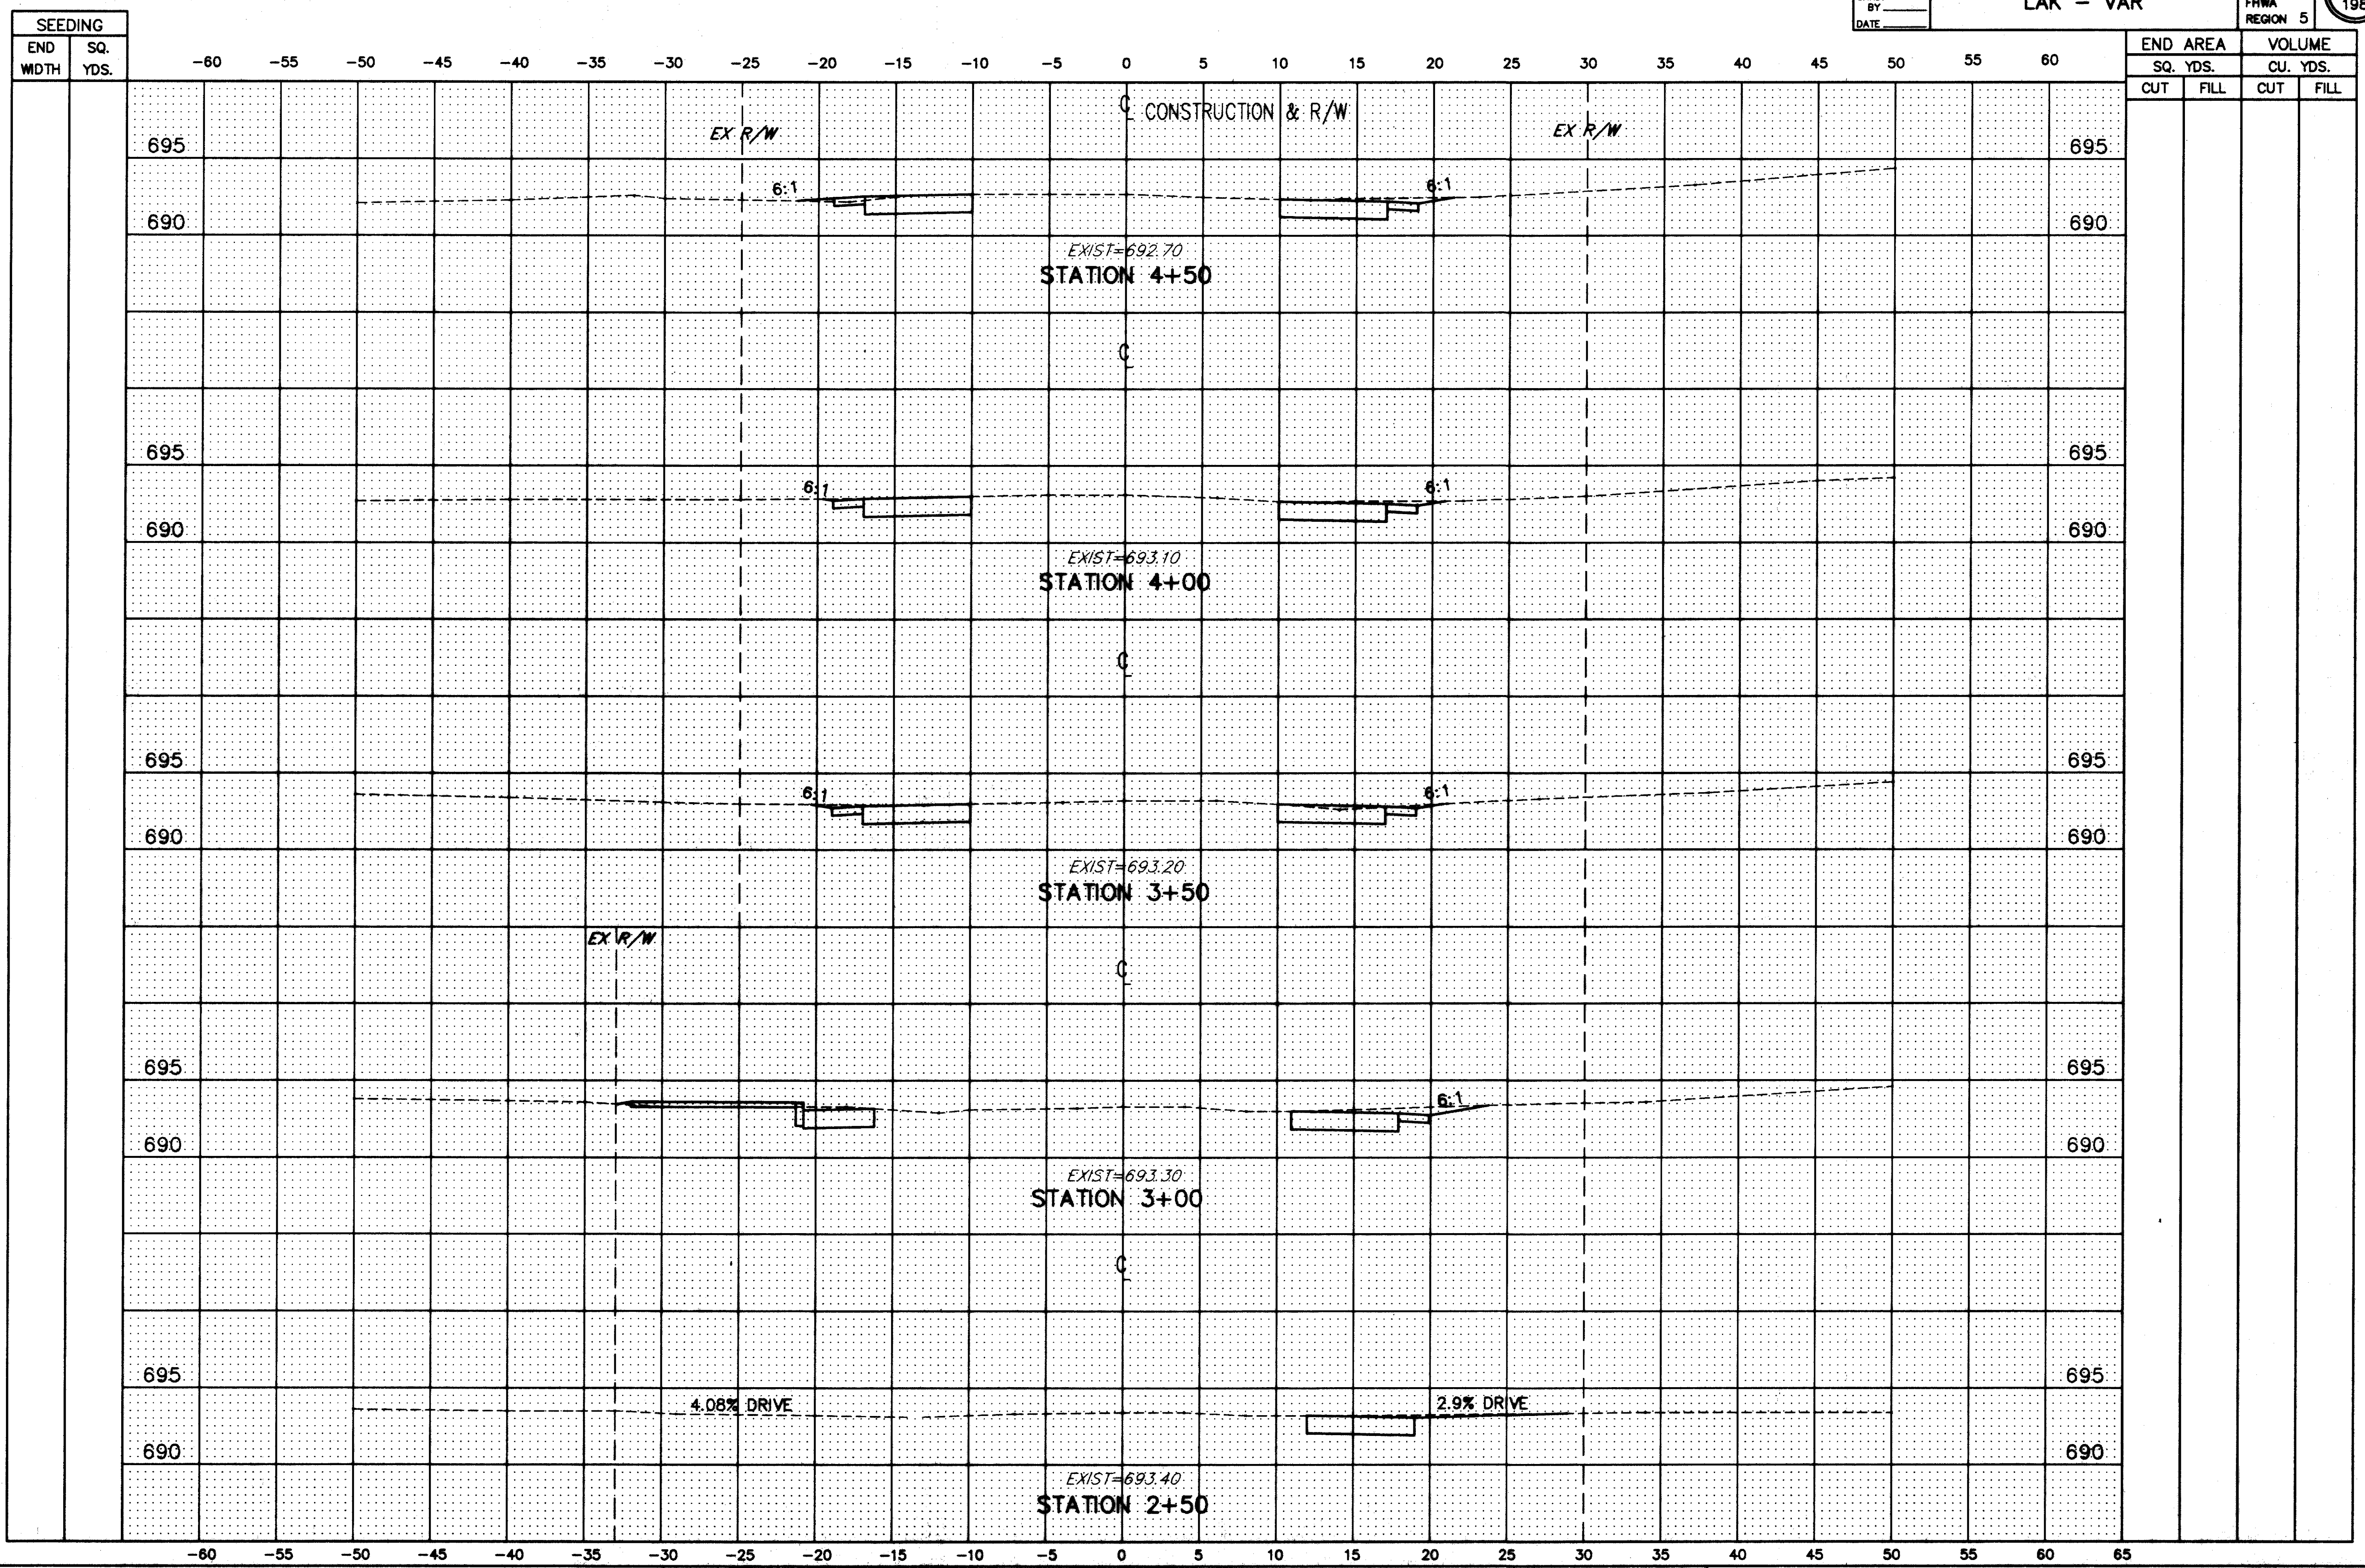 BY
DATE
LAK - VAR
FHWA
REGION 5
198
SEEDING
END WIDTH
SQ. YDS.
END AREA
VOLUME
SQ. YDS.
CU. YDS.
CUT FILL CUT FILL
-60 -55 -50 -45 -40 -35 -30 -25 -20 -15 -10 -5 0 5 10 15 20 25 30 35 40 45 50 55 60
℄ CONSTRUCTION & R/W
EX R/W
EX R/W
695 695
6:1 6:1
690 690
EXIST=692.70
STATION 4+50
℄
695 695
6:1 6:1
690 690
EXIST=693.10
STATION 4+00
℄
695 695
6:1 6:1
690 690
EXIST=693.20
STATION 3+50
EX R/W
℄
695 695
6:1
690 690
EXIST=693.30
STATION 3+00
℄
695 695
4.08% DRIVE
2.9% DRIVE
690 690
EXIST=693.40
STATION 2+50
-60 -55 -50 -45 -40 -35 -30 -25 -20 -15 -10 -5 0 5 10 15 20 25 30 35 40 45 50 55 60 65